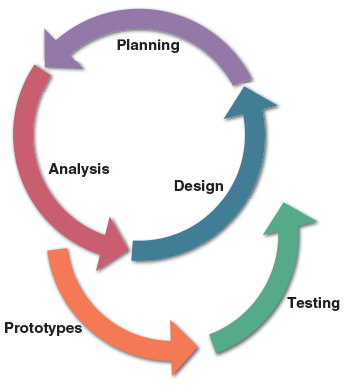 Planning
Analysis
Design
Testing
Prototypes